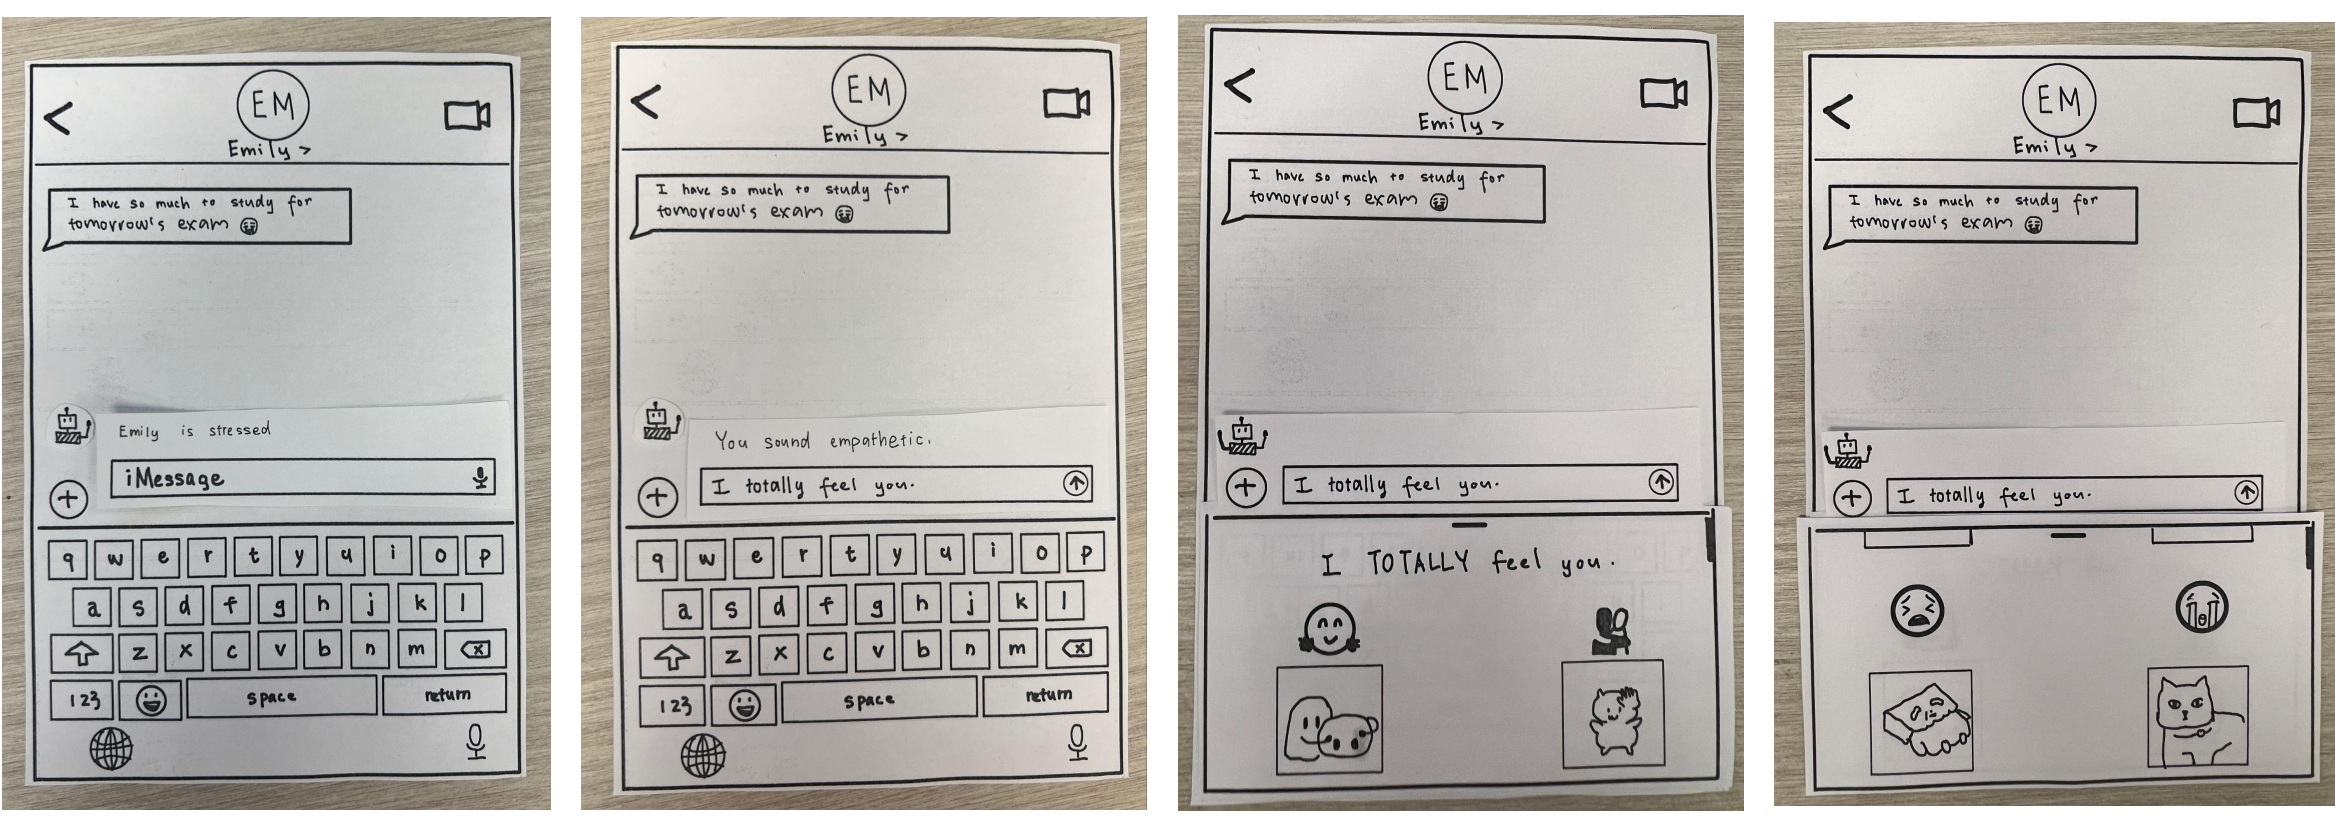 EM
Emily >
I have so much to study for
tomorrow's exam
Emily is stressed
iMessage
q w e r t y u i o p
a s d f g h j k l
z x c v b n m
123 space return
EM
Emily >
I have so much to study for
tomorrow's exam
You sound empathetic.
I totally feel you.
q w e r t y u i o p
a s d f g h j k l
z x c v b n m
123 space return
EM
Emily >
I have so much to study for
tomorrow's exam
I totally feel you.
I TOTALLY feel you.
EM
Emily >
I have so much to study for
tomorrow's exam
I totally feel you.